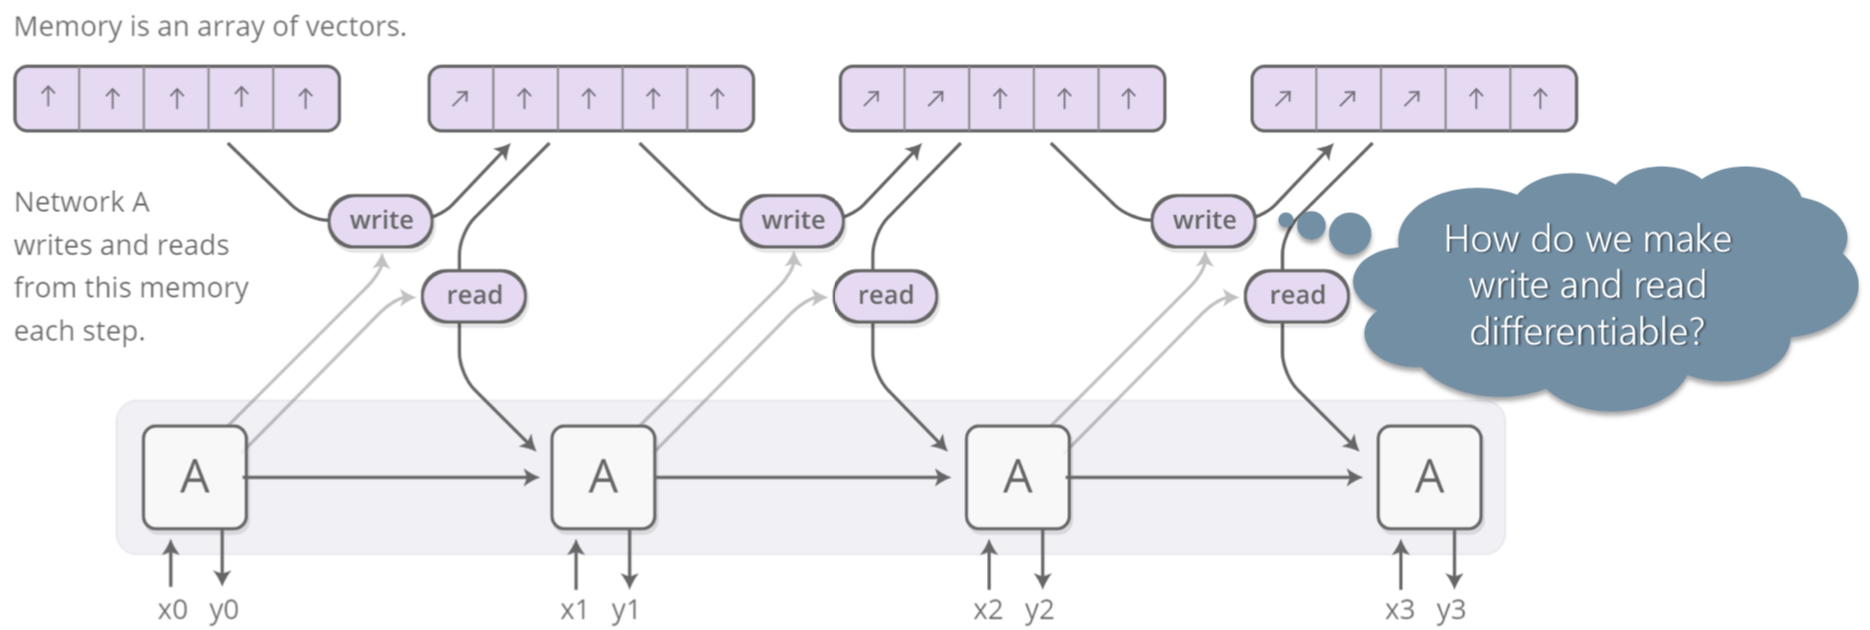 Memory is an array of vectors.
Network A
writes and reads
from this memory
each step.
write
write
write
read
read
read
How do we make
write and read
differentiable?
A
A
A
A
x0 y0
x1 y1
x2 y2
x3 y3